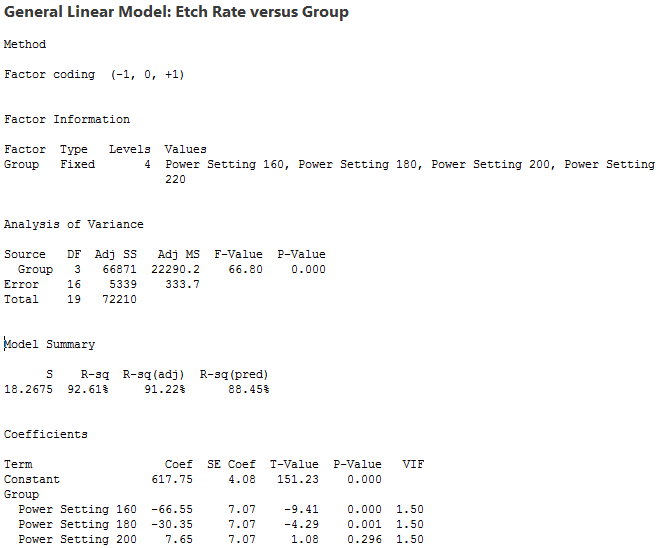 General Linear Model: Etch Rate versus Group
Method
Factor coding (-1, 0, +1)
Factor Information
Factor Type Levels Values
Group Fixed 4 Power Setting 160, Power Setting 180, Power Setting 200, Power Setting
220
Analysis of Variance
Source DF Adj SS Adj MS F-Value P-Value
Group 3 66871 22290.2 66.80 0.000
Error 16 5339 333.7
Total 19 72210
Model Summary
S R-sq R-sq(adj) R-sq(pred)
18.2675 92.61% 91.22% 88.45%
Coefficients
Term Coef SE Coef T-Value P-Value VIF
Constant 617.75 4.08 151.23 0.000
Group
Power Setting 160 -66.55 7.07 -9.41 0.000 1.50
Power Setting 180 -30.35 7.07 -4.29 0.001 1.50
Power Setting 200 7.65 7.07 1.08 0.296 1.50